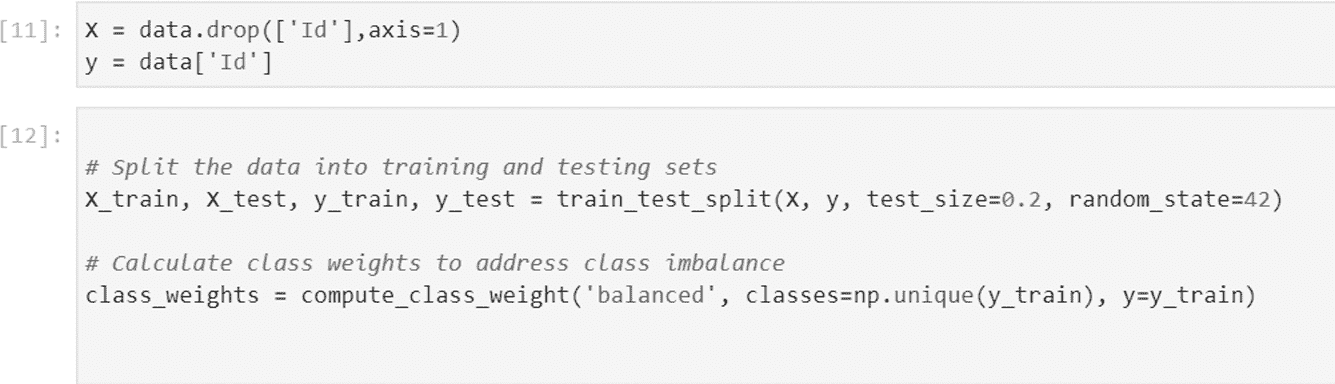 [11]: X = data.drop(['Id'],axis=1)
y = data['Id']
[12]:
# Split the data into training and testing sets
X_train, X_test, y_train, y_test = train_test_split(X, y, test_size=0.2, random_state=42)
# Calculate class weights to address class imbalance
class_weights = compute_class_weight('balanced', classes=np.unique(y_train), y=y_train)